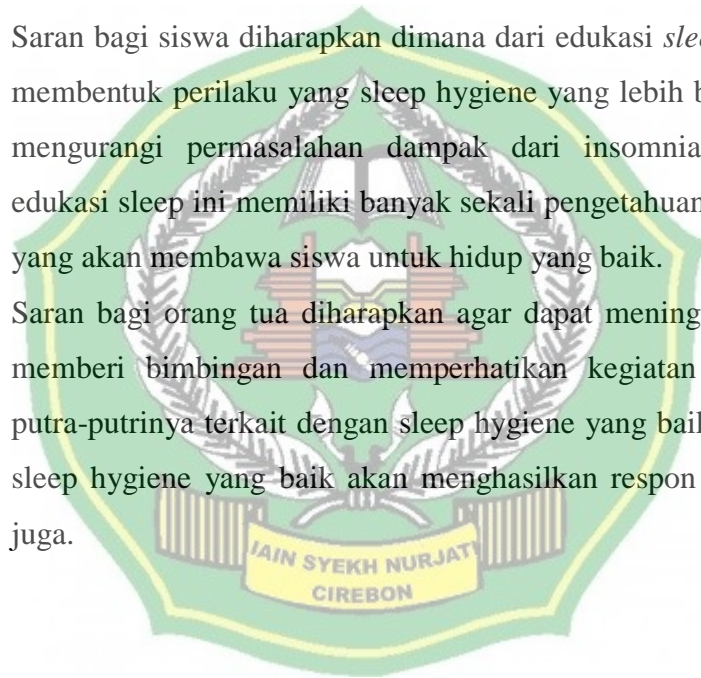 Saran bagi siswa diharapkan dimana dari edukasi slee
membentuk perilaku yang sleep hygiene yang lebih b
mengurangi permasalahan dampak dari insomnia
edukasi sleep ini memiliki banyak sekali pengetahuan
yang akan membawa siswa untuk hidup yang baik.
Saran bagi orang tua diharapkan agar dapat mening
memberi bimbingan dan memperhatikan kegiatan
putra-putrinya terkait dengan sleep hygiene yang baik
sleep hygiene yang baik akan menghasilkan respon
juga.
IAIN SYEKH NURJATI
CIREBON